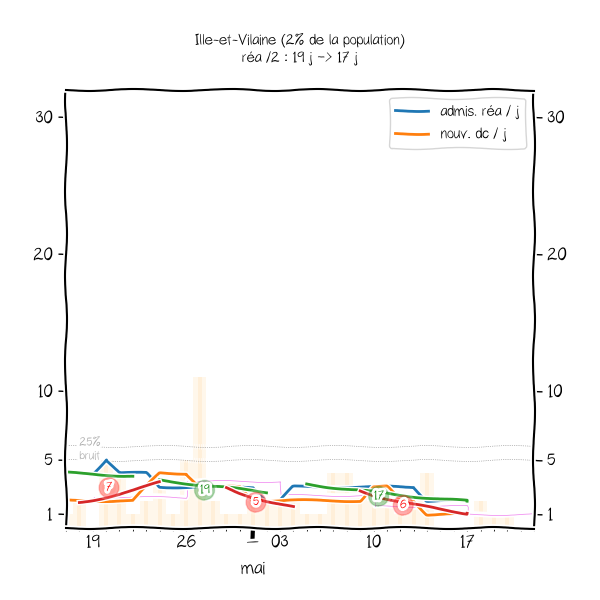 Ille-et-Vilaine (2% de la population)
réa /2 : 19 j -> 17 j
admis. réa / j
nouv. dc / j
30 30
20 20
10 10
25%
bruit
5 5
7 19 5 17 6
1 1
19 26 03 10 17
mai